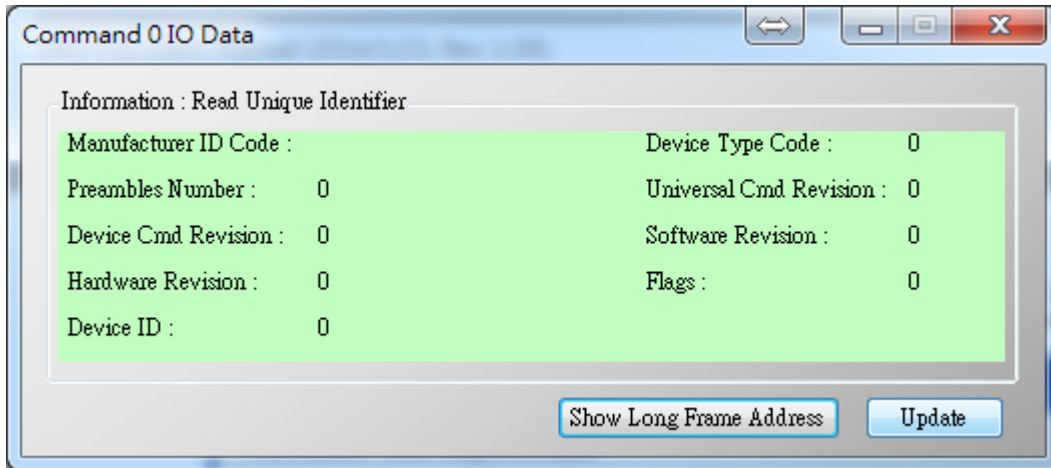 Command 0 IO Data
Information : Read Unique Identifier
Manufacturer ID Code :
Device Type Code : 0
Preambles Number : 0
Universal Cmd Revision : 0
Device Cmd Revision : 0
Software Revision : 0
Hardware Revision : 0
Flags : 0
Device ID : 0
Show Long Frame Address
Update